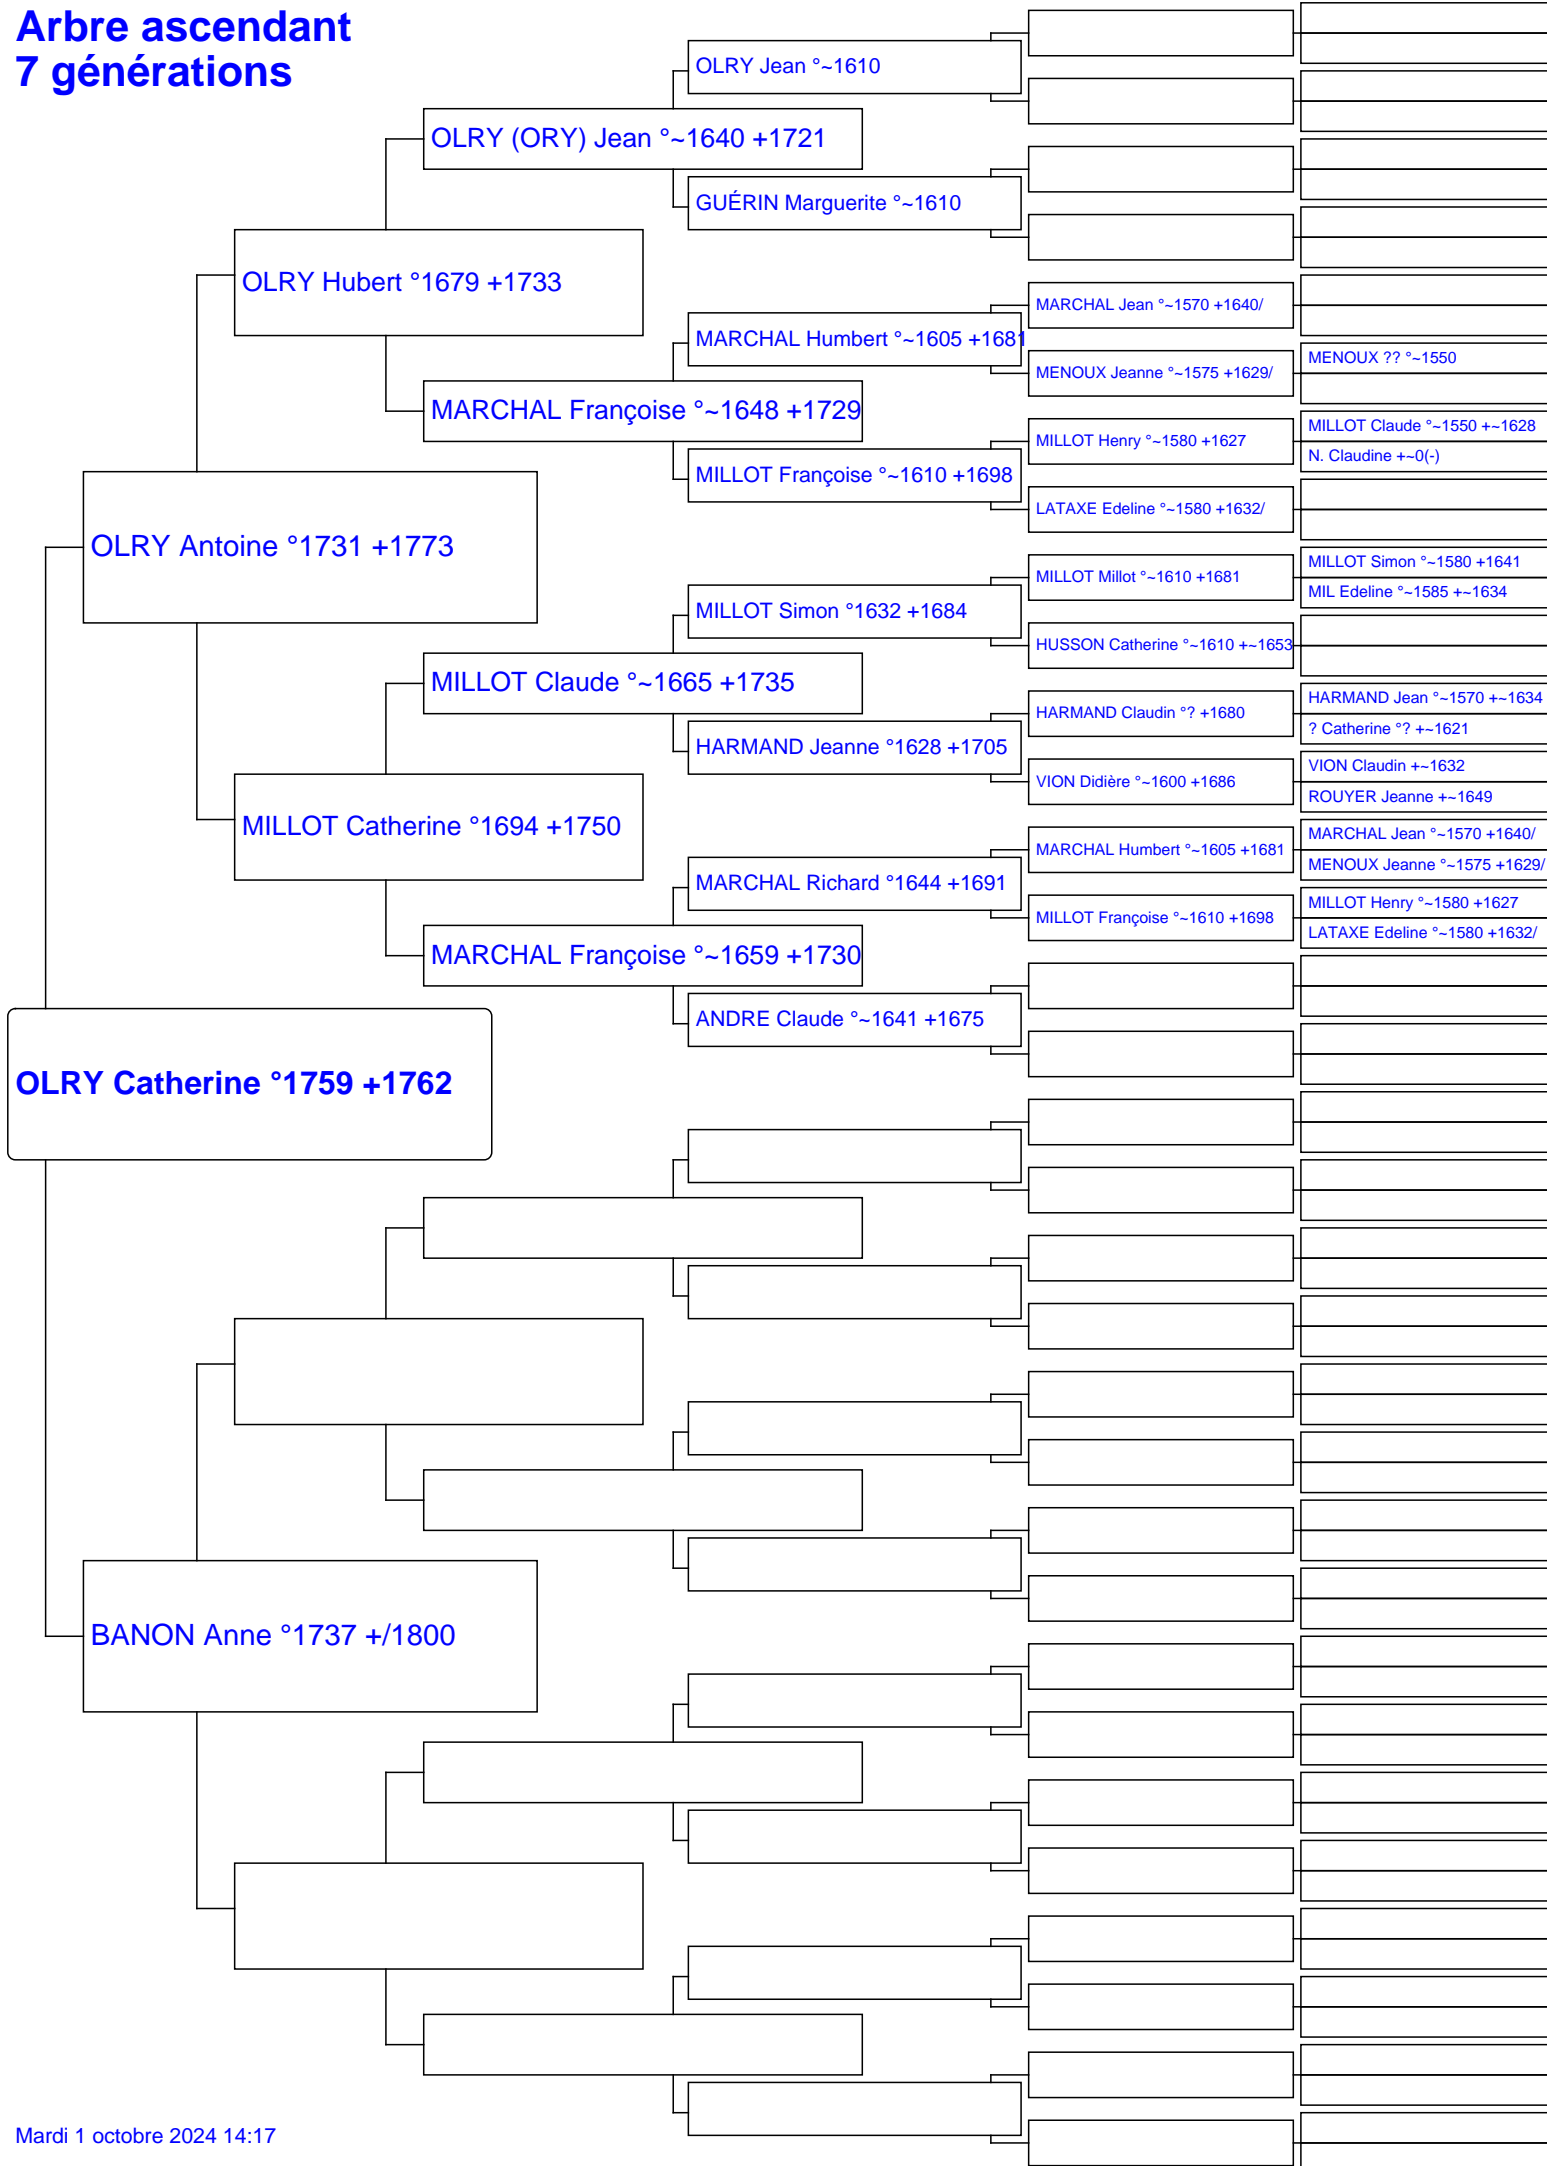 Arbre ascendant
7 générations
OLRY Jean °~1610
OLRY (ORY) Jean °~1640 +1721
GUÉRIN Marguerite °~1610
OLRY Hubert °1679 +1733
MARCHAL Jean °~1570 +1640/
MARCHAL Humbert °~1605 +1681
MENOUX ?? °~1550
MENOUX Jeanne °~1575 +1629/
MARCHAL Françoise °~1648 +1729
MILLOT Claude °~1550 +~1628
MILLOT Henry °~1580 +1627
N. Claudine +~0(-)
MILLOT Françoise °~1610 +1698
LATAXE Edeline °~1580 +1632/
OLRY Antoine °1731 +1773
MILLOT Simon °~1580 +1641
MILLOT Millot °~1610 +1681
MIL Edeline °~1585 +~1634
MILLOT Simon °1632 +1684
HUSSON Catherine °~1610 +~1653
MILLOT Claude °~1665 +1735
HARMAND Jean °~1570 +~1634
HARMAND Claudin °? +1680
? Catherine °? +~1621
HARMAND Jeanne °1628 +1705
VION Claudin +~1632
VION Didière °~1600 +1686
ROUYER Jeanne +~1649
MILLOT Catherine °1694 +1750
MARCHAL Jean °~1570 +1640/
MARCHAL Humbert °~1605 +1681
MENOUX Jeanne °~1575 +1629/
MARCHAL Richard °1644 +1691
MILLOT Henry °~1580 +1627
MILLOT Françoise °~1610 +1698
LATAXE Edeline °~1580 +1632/
MARCHAL Françoise °~1659 +1730
ANDRE Claude °~1641 +1675
OLRY Catherine °1759 +1762
BANON Anne °1737 +/1800
Mardi 1 octobre 2024 14:17